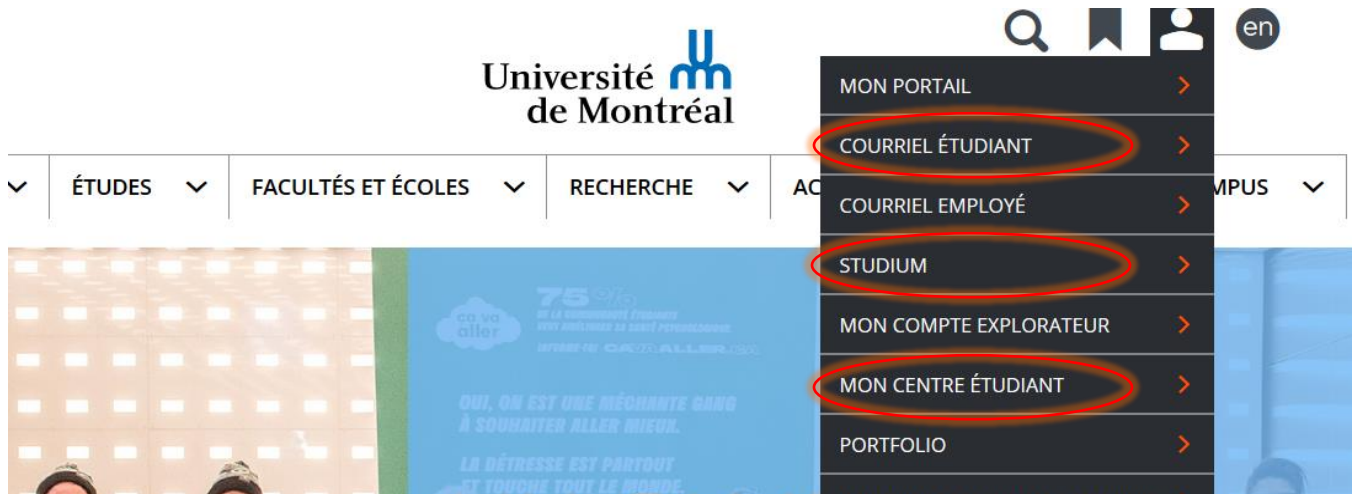 en
Université
de Montréal
MON PORTAIL
COURRIEL ÉTUDIANT
ÉTUDES
FACULTÉS ET ÉCOLES
RECHERCHE
AC
MPUS
COURRIEL EMPLOYÉ
STUDIUM
MON COMPTE EXPLORATEUR
MON CENTRE ÉTUDIANT
PORTFOLIO
ça va
aller
75 %
OUI, ON EST UNE MÉCHANTE GANG
À SOUHAITER ALLER MIEUX.
LA DÉTRESSE EST PARTOUT
ET TOUCHE TOUT LE MONDE.